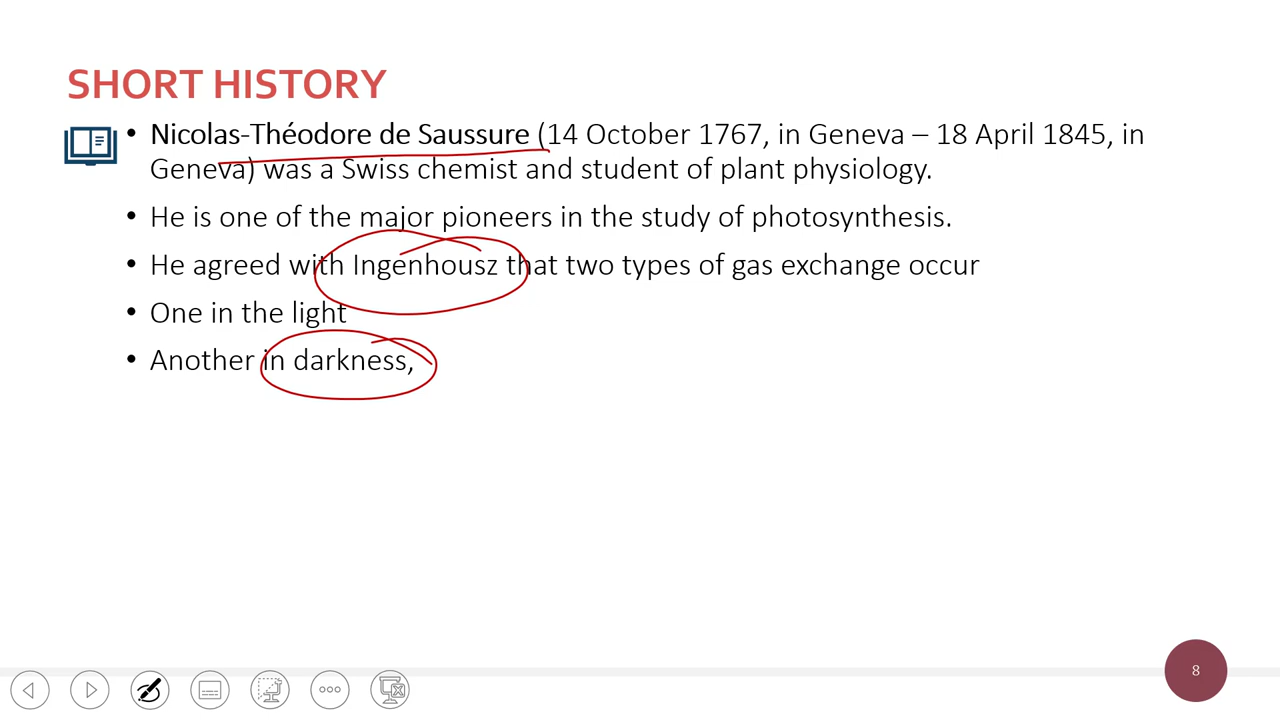 SHORT HISTORY
• Nicolas-Théodore de Saussure (14 October 1767, in Geneva – 18 April 1845, in
Geneva) was a Swiss chemist and student of plant physiology.
• He is one of the major pioneers in the study of photosynthesis.
• He agreed with Ingenhousz that two types of gas exchange occur
• One in the light
• Another in darkness,
8